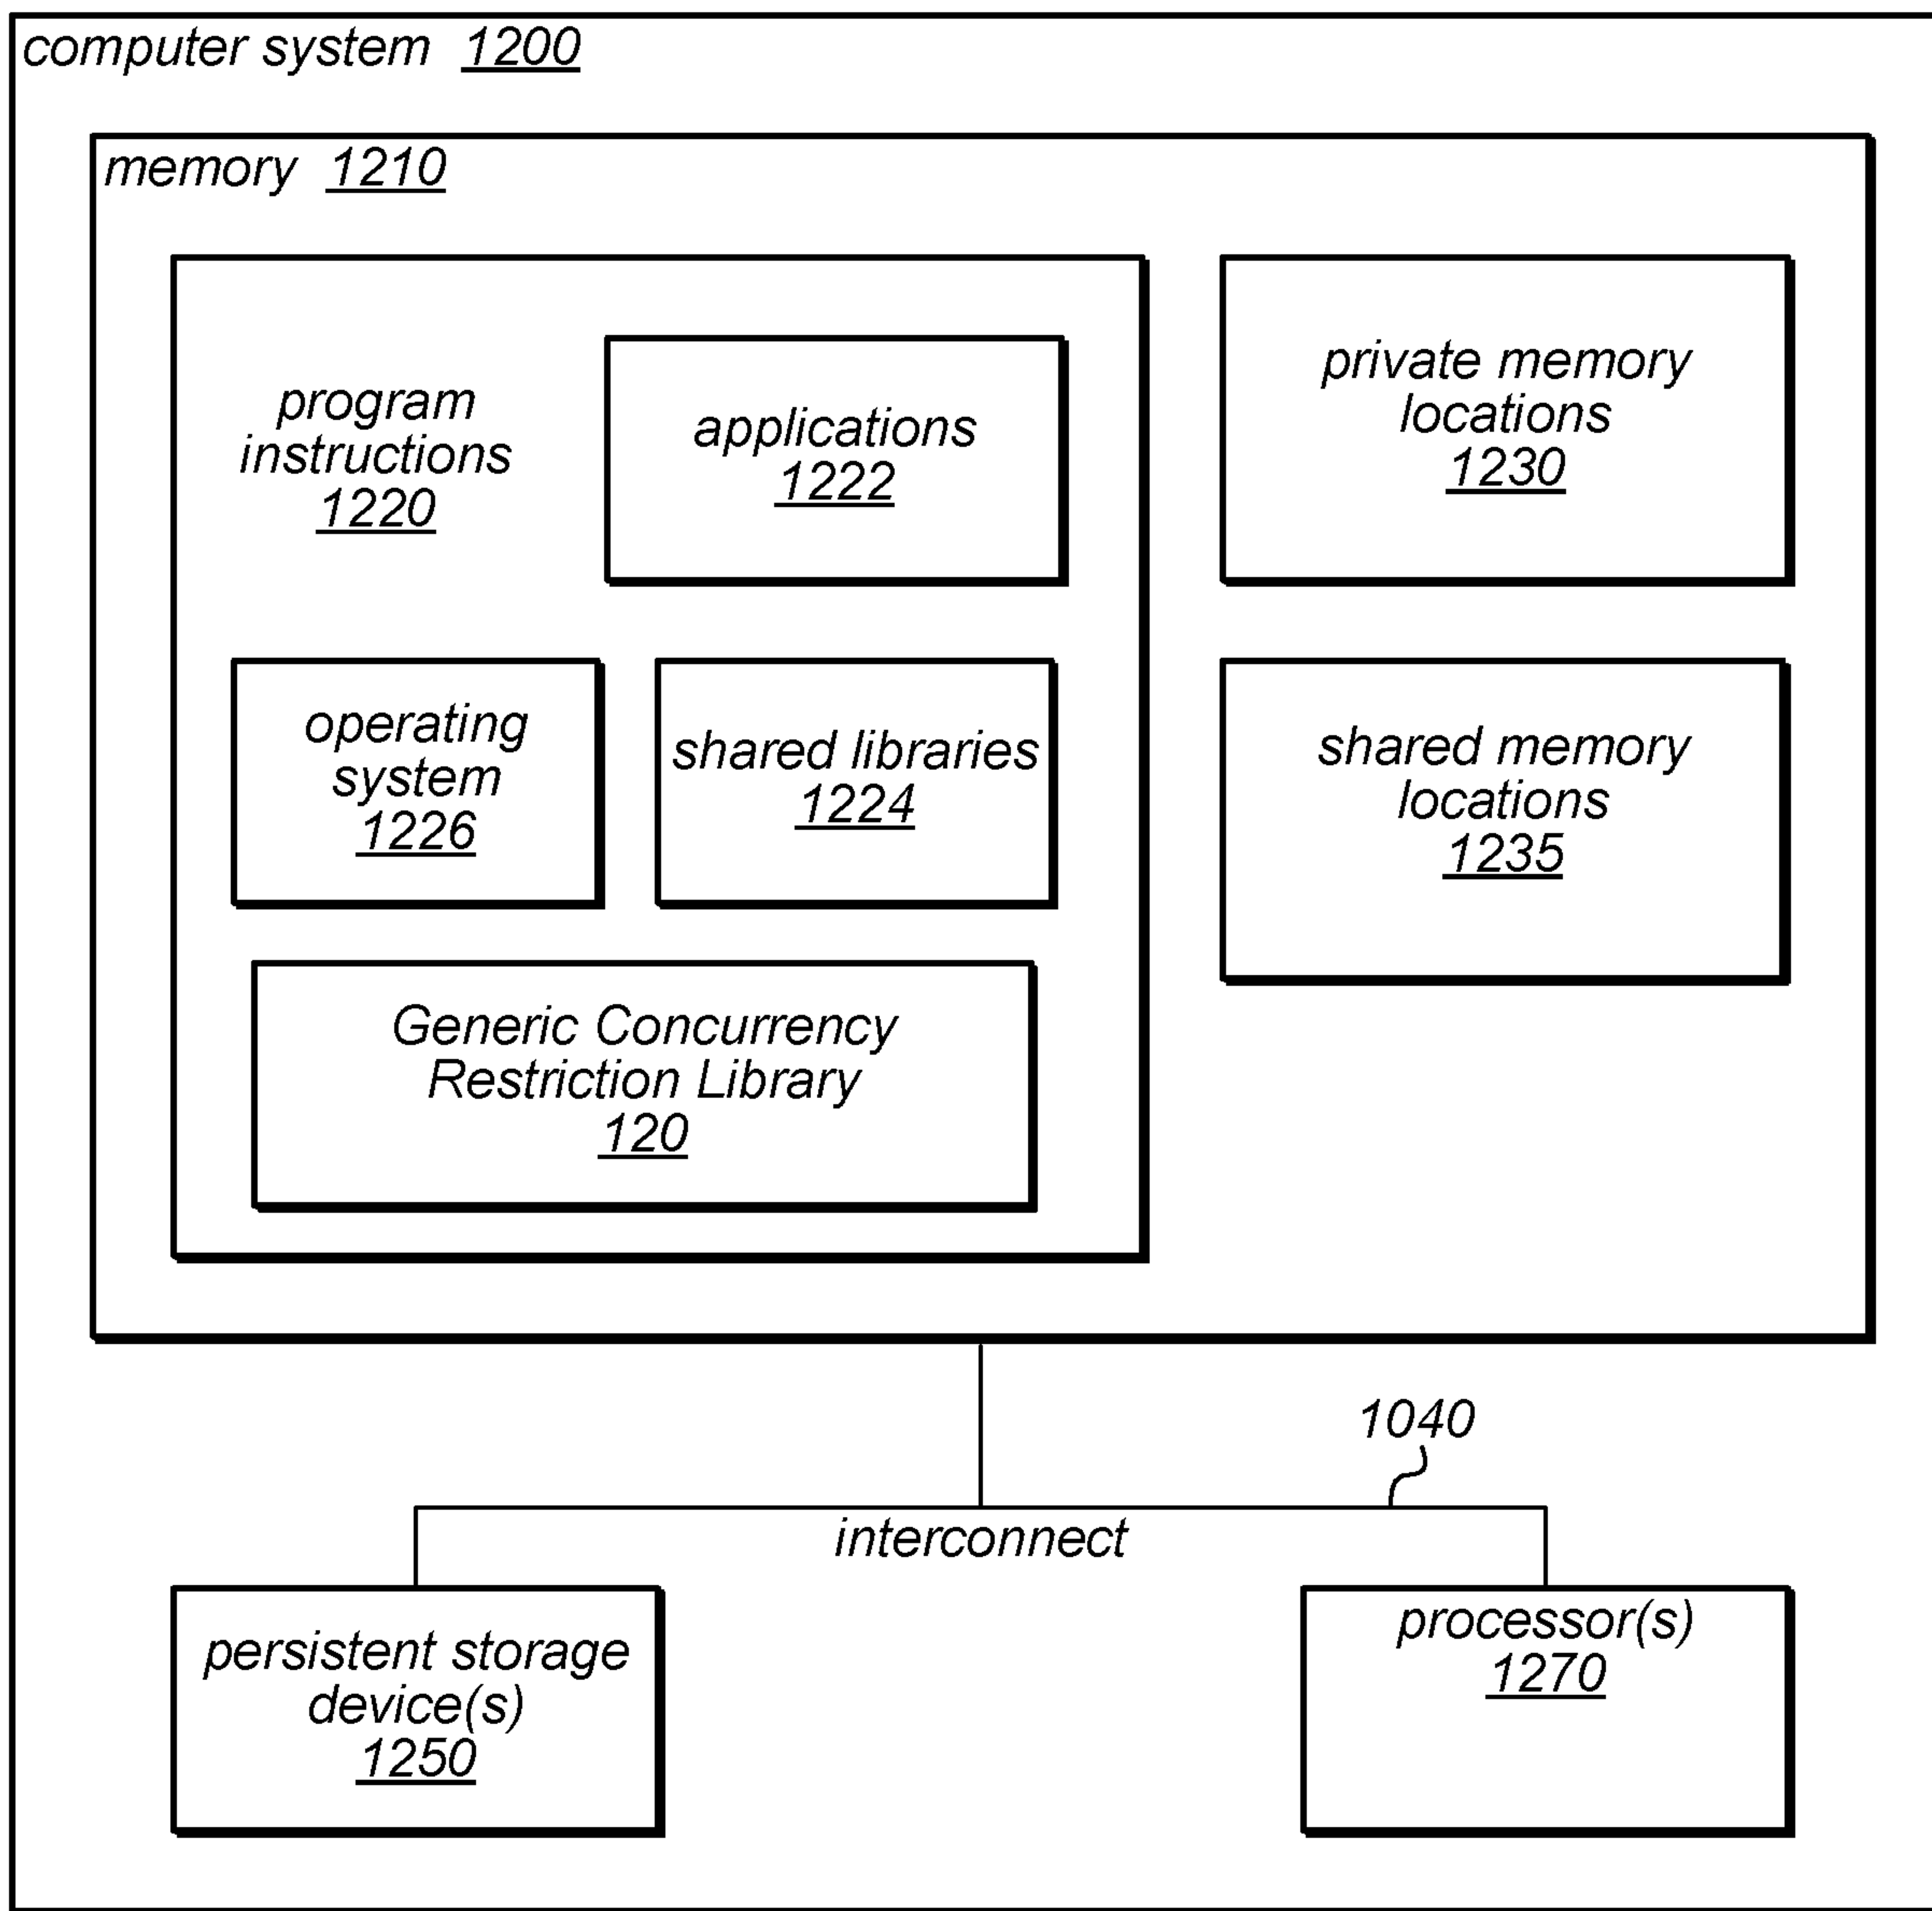 computer system 1200
memory 1210
program
instructions
1220
applications
1222
private memory
locations
1230
operating
system
1226
shared libraries
1224
shared memory
locations
1235
Generic Concurrency
Restriction Library
120
1040
interconnect
persistent storage
device(s)
1250
processor(s)
1270